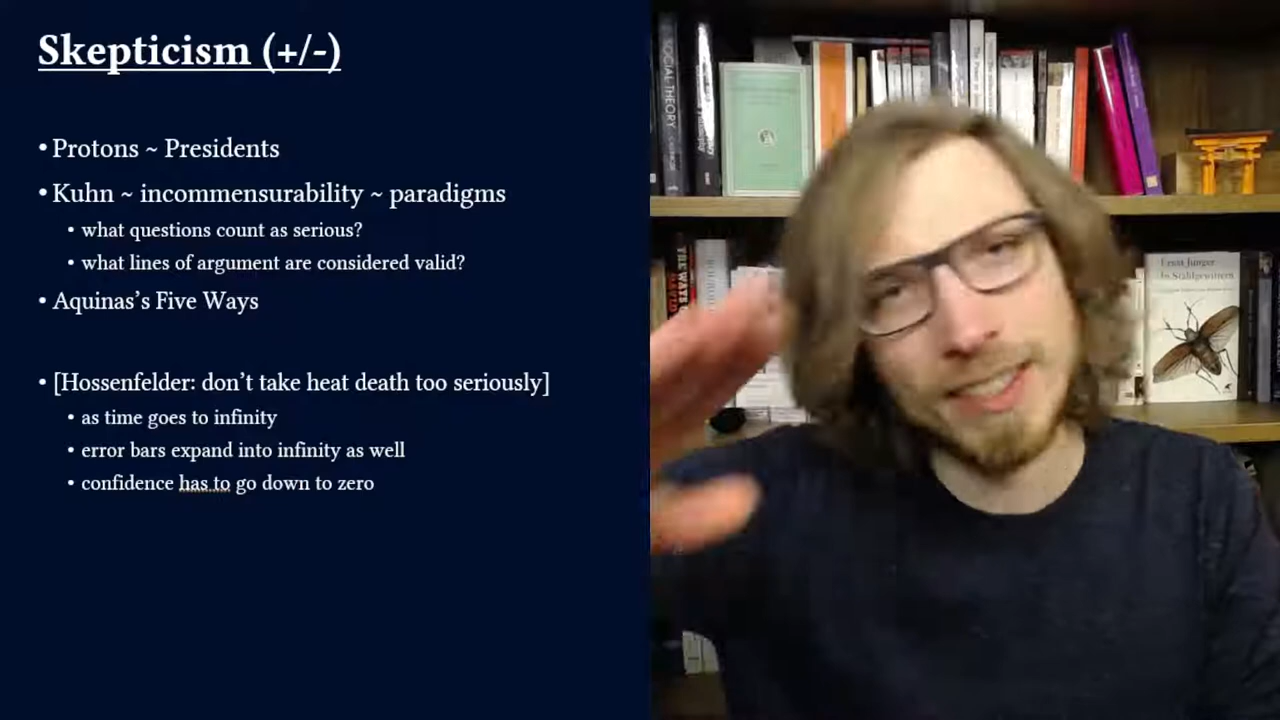 Skepticism (+/-)
• Protons ~ Presidents
• Kuhn ~ incommensurability ~ paradigms
• what questions count as serious?
• what lines of argument are considered valid?
• Aquinas's Five Ways
• [Hossenfelder: don't take heat death too seriously]
• as time goes to infinity
• error bars expand into infinity as well
• confidence has to go down to zero
SOCIAL THEORY
THE WAYS
Ernst Jünger
In Stahlgewittern